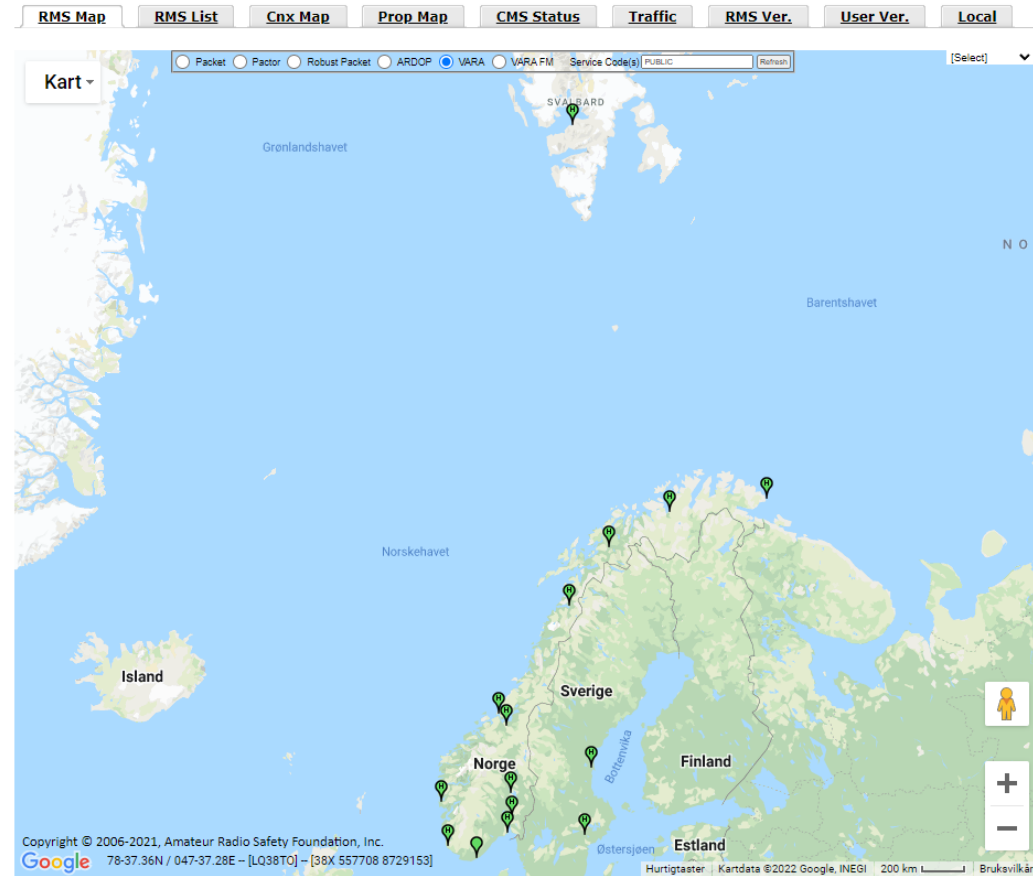 RMS Map RMS List Cnx Map Prop Map CMS Status Traffic RMS Ver. User Ver. Local
Kart
Packet Pactor Robust Packet ARDOP VARA VARA FM Service Code(s) PUBLIC Refresh
[Select]
SVALBARD
H
Grønlandshavet
N O
Barentshavet
H
H
H
Norskehavet
H
Island
Sverige
H
H
Bottenvika
H
Norge
Finland
H
H
H
H
H
H
Østersjøen
Estland
Copyright © 2006-2021, Amateur Radio Safety Foundation, Inc.
Google 78-37.36N / 047-37.28E -- [LQ38TO] -- [38X 557708 8729153]
Hurtigtaster Kartdata ©2022 Google, INEGI 200 km Bruksvilkår